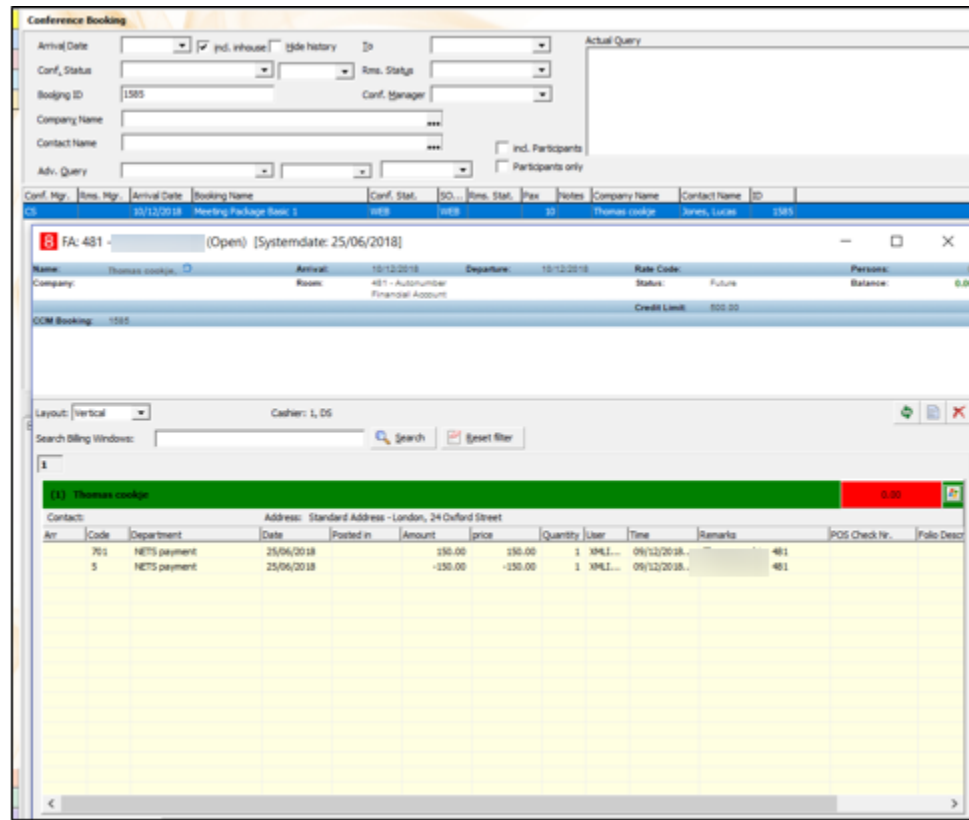 Conference Booking
Arrival Date incl. inhouse Hide history To Actual Query
Conf. Status Rms. Status
Booking ID 1585 Conf. Manager
Company Name ...
Contact Name ... incl. Participants
Adv. Query Participants only
Conf. Mgr. Rms. Mgr. Arrival Date Booking Name Conf. Stat. SO... Rms. Stat. Pax Notes Company Name Contact Name ID
CS 10/12/2018 Meeting Package Basic 1 WEB WEB 10 Thomas cookje Jones, Lucas 1585
8 FA: 481 - (Open) [Systemdate: 25/06/2018]
Name: Thomas cookje, Arrival: 10/12/2018 Departure: 10/12/2018 Rate Code: Persons:
Company: Room: 481 - Autonumber Status: Future Balance: 0.0
Financial Account
Credit Limit: 500.00
CCM Booking: 1585
Layout: Vertical Cashier: 1, DS
Search Billing Windows: Search Reset filter
1
(1) Thomas cookje 0.00
Contact: Address: Standard Address - London, 24 Oxford Street
Arr Code Department Date Posted in Amount price Quantity User Time Remarks POS Check Nr. Folio Descr
701 NETS payment 25/06/2018 150.00 150.00 1 XMLI... 09/12/2018.. 481
5 NETS payment 25/06/2018 -150.00 -150.00 1 XMLI... 09/12/2018.. 481